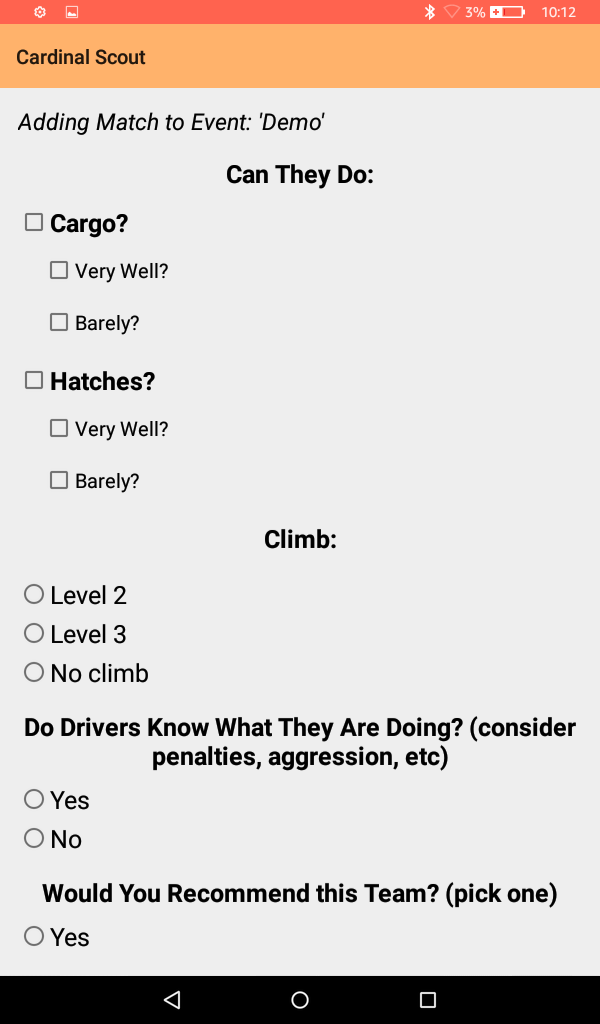 3% 10:12
Cardinal Scout
Adding Match to Event: 'Demo'
Can They Do:
Cargo?
Very Well?
Barely?
Hatches?
Very Well?
Barely?
Climb:
Level 2
Level 3
No climb
Do Drivers Know What They Are Doing? (consider
penalties, aggression, etc)
Yes
No
Would You Recommend this Team? (pick one)
Yes